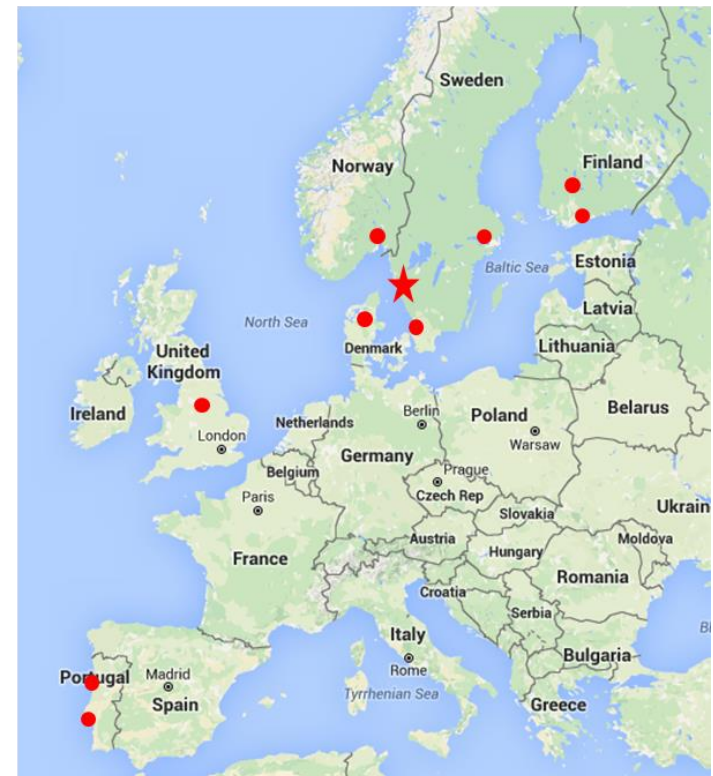 Sweden
Finland
Norway
Estonia
Baltic Sea
Latvia
North Sea
Denmark
Lithuania
United
Kingdom
Ireland
Belarus
Berlin
Poland
Netherlands
London
Warsaw
Germany
Belgium
Prague
Czech Rep
Paris
Ukrain
Slovakia
Moldova
Austria
Hungary
France
Romania
Croatia
Serbia
Italy
Bulgaria
Rome
Portugal
Madrid
Tyrrhenian Sea
Spain
Greece